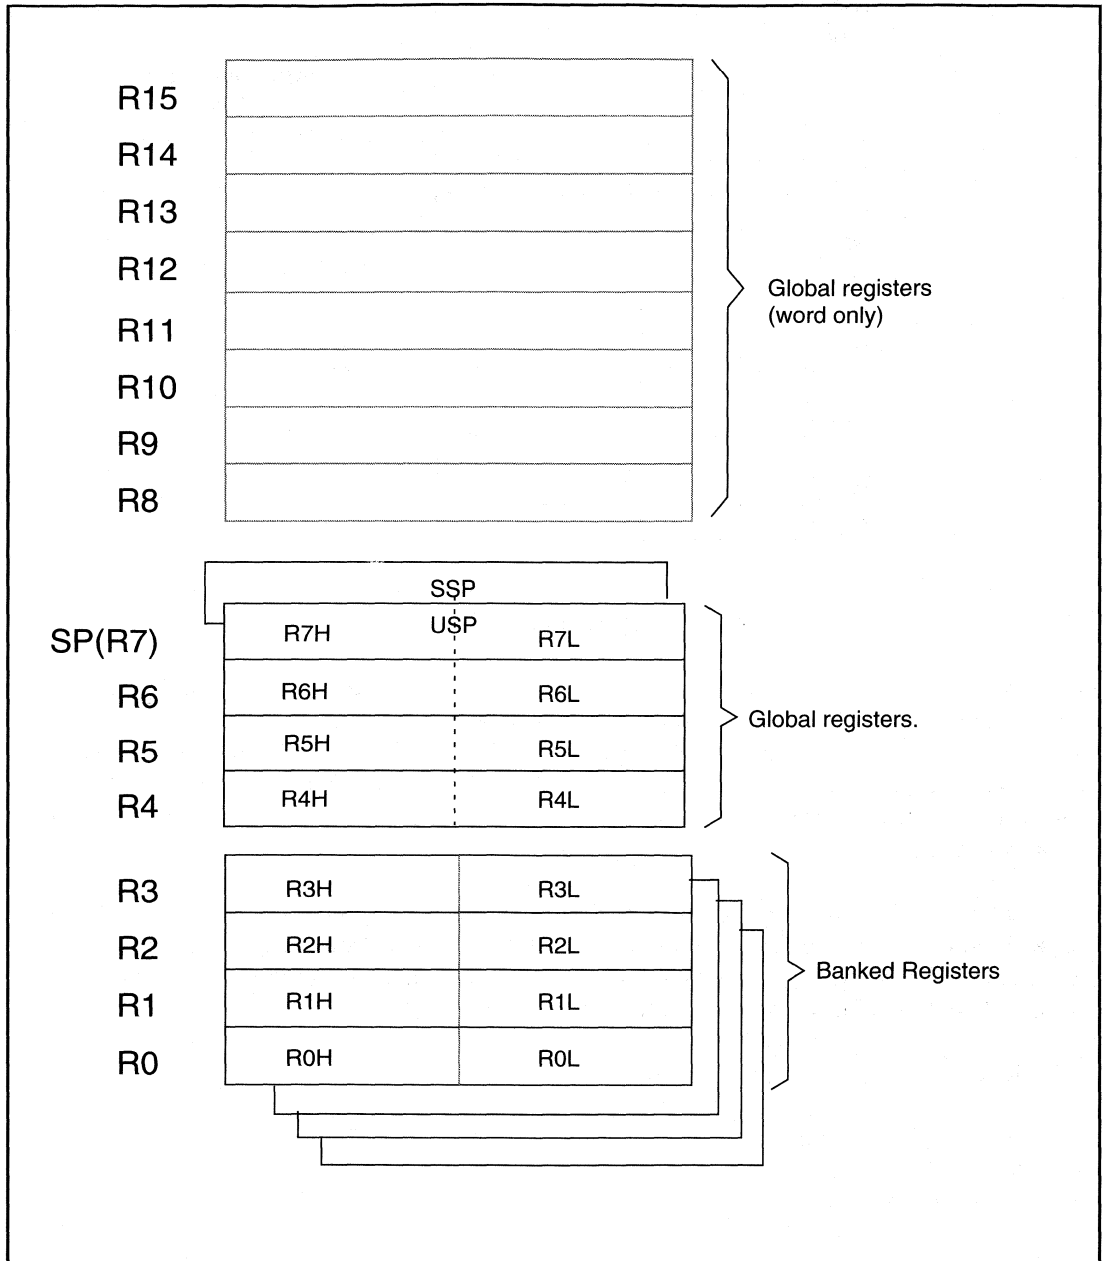 R15
R14
R13
R12
R11
R10
R9
R8
Global registers
(word only)
SSP
SP(R7) R7H USP R7L
R6 R6H R6L
R5 R5H R5L
R4 R4H R4L
Global registers.
R3 R3H R3L
R2 R2H R2L
R1 R1H R1L
R0 R0H R0L
Banked Registers